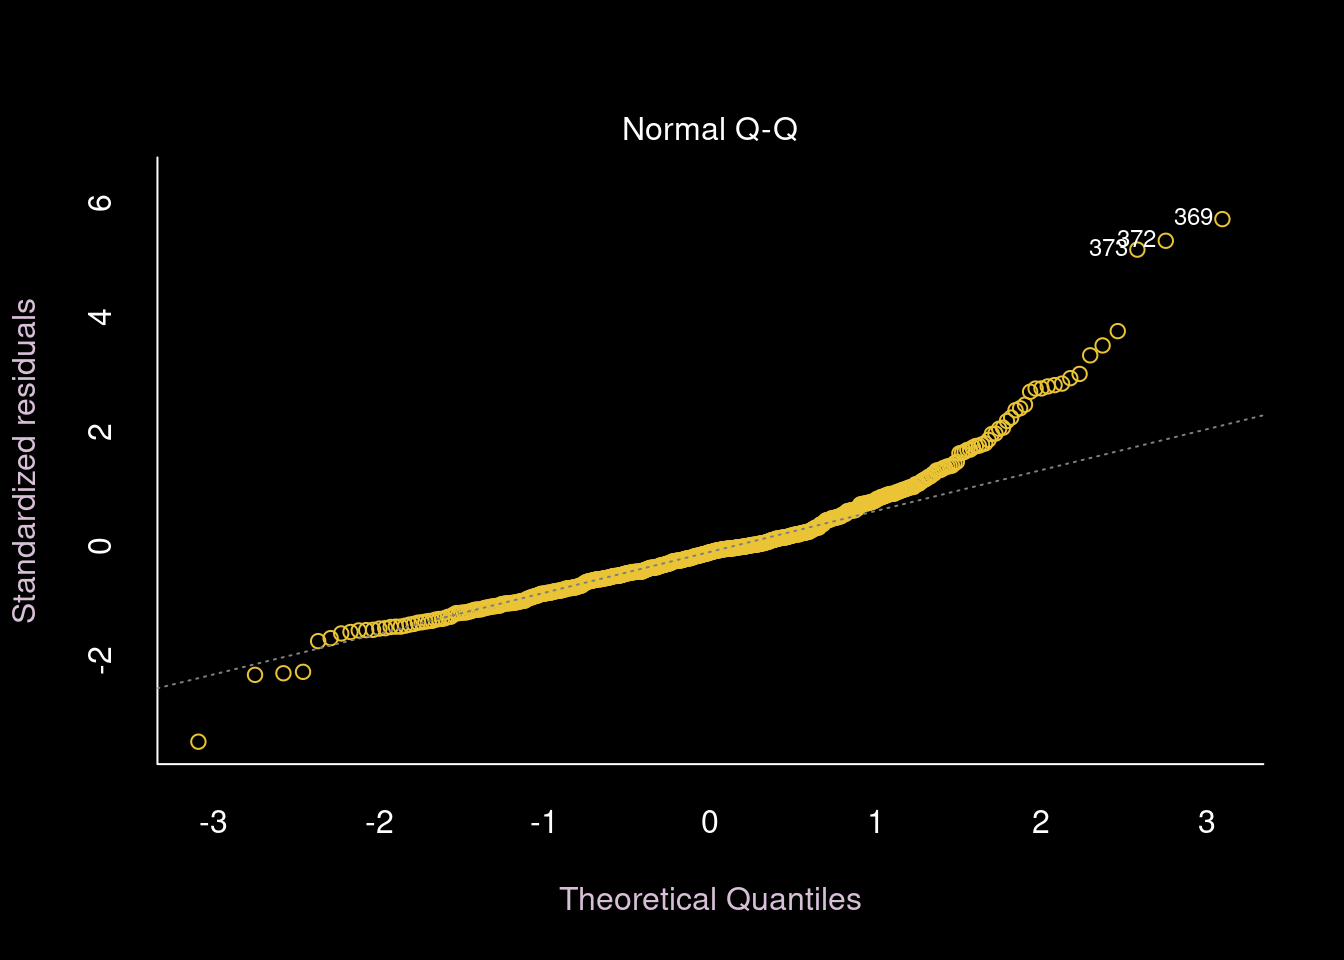 Normal Q-Q
Standardized residuals
6
4
2
0
-2
369
372
373
-3 -2 -1 0 1 2 3
Theoretical Quantiles